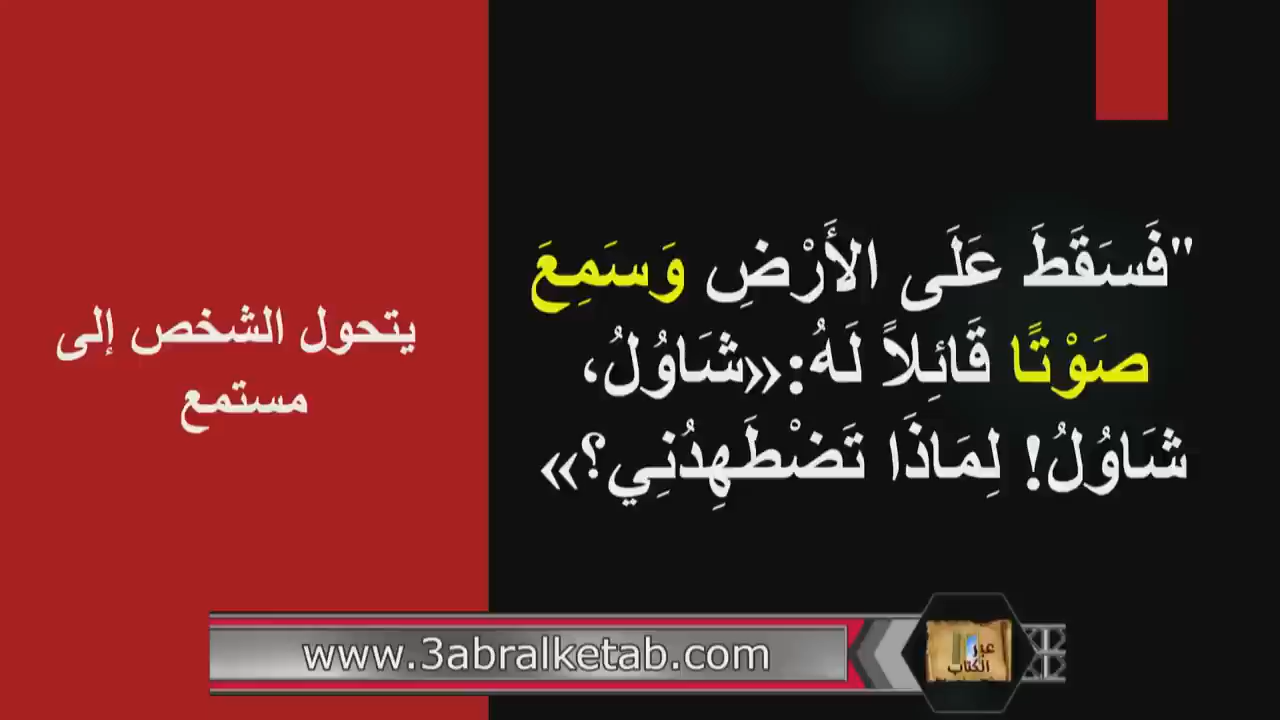 "فَسَقَطَ عَلَى الأَرْضِ وَسَمِعَ
صَوْتًا قَائِلاً لَهُ:«شَاوُلُ،
شَاوُلُ! لِمَاذَا تَضْطَهِدُنِي؟»
يتحول الشخص إلى
مستمع
www.3abralketab.com
عبر
الكتاب